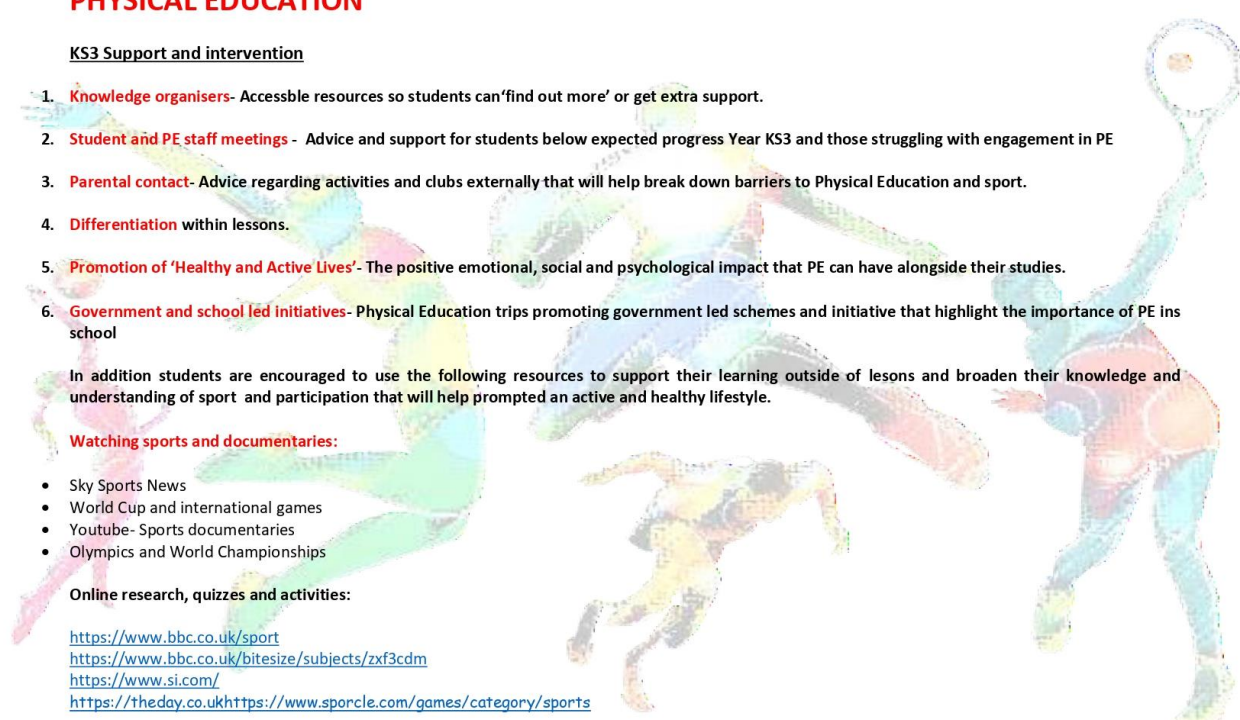 PHYSICAL EDUCATION
KS3 Support and intervention
1. Knowledge organisers- Accessble resources so students can‘find out more’ or get extra support.
2. Student and PE staff meetings - Advice and support for students below expected progress Year KS3 and those struggling with engagement in PE
3. Parental contact- Advice regarding activities and clubs externally that will help break down barriers to Physical Education and sport.
4. Differentiation within lessons.
5. Promotion of ‘Healthy and Active Lives’- The positive emotional, social and psychological impact that PE can have alongside their studies.
6. Government and school led initiatives- Physical Education trips promoting government led schemes and initiative that highlight the importance of PE ins
school
In addition students are encouraged to use the following resources to support their learning outside of lesons and broaden their knowledge and
understanding of sport and participation that will help prompted an active and healthy lifestyle.
Watching sports and documentaries:
• Sky Sports News
• World Cup and international games
• Youtube- Sports documentaries
• Olympics and World Championships
Online research, quizzes and activities:
https://www.bbc.co.uk/sport
https://www.bbc.co.uk/bitesize/subjects/zxf3cdm
https://www.si.com/
https://theday.co.ukhttps://www.sporcle.com/games/category/sports